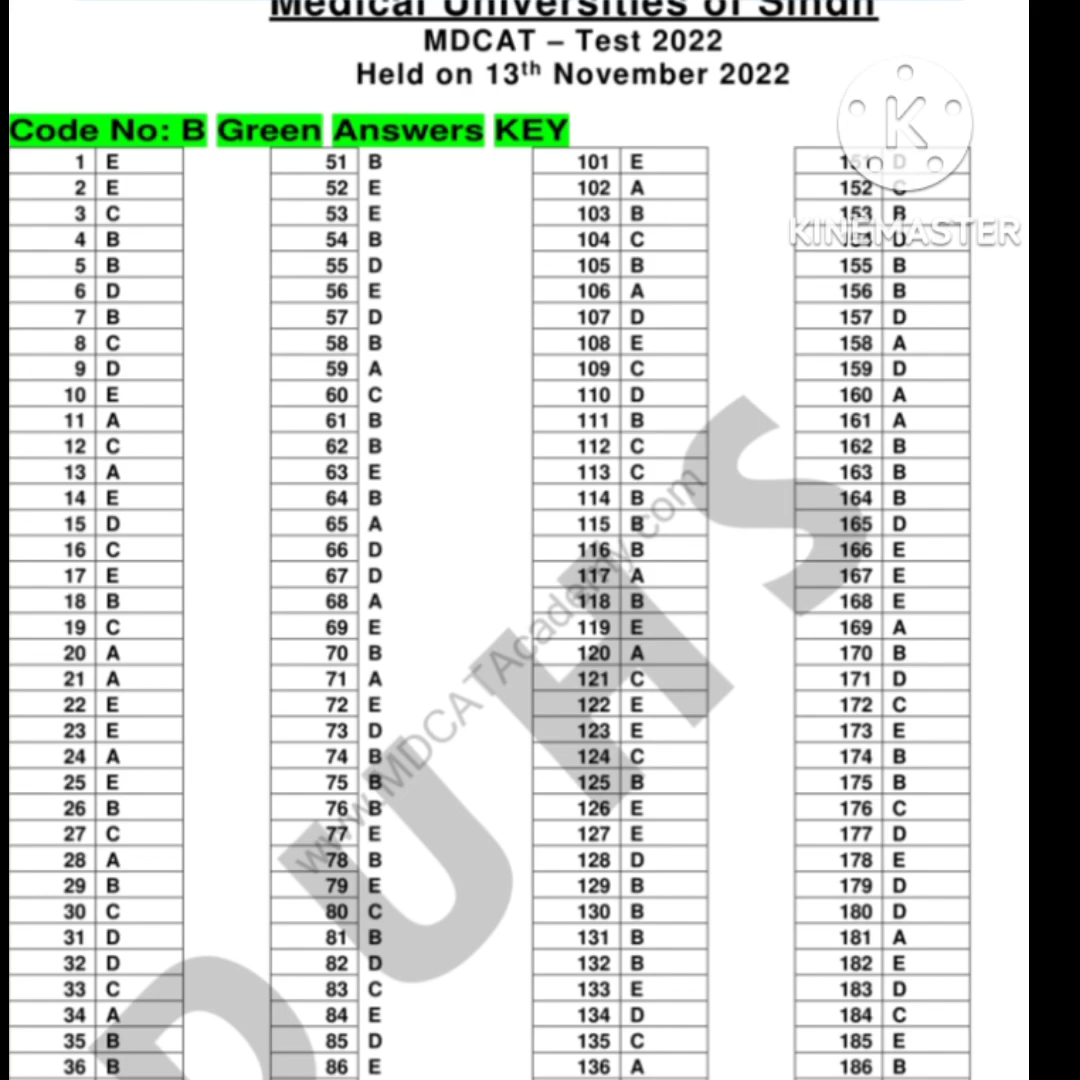 Medical Universities of Sindh
MDCAT – Test 2022
Held on 13th November 2022
K
KINEMASTER
Code No: B Green Answers KEY
1 E 51 B 101 E 151 D
2 E 52 E 102 A 152 C
3 C 53 E 103 B 153 B
4 B 54 B 104 C 154 D
5 B 55 D 105 B 155 B
6 D 56 E 106 A 156 B
7 B 57 D 107 D 157 D
8 C 58 B 108 E 158 A
9 D 59 A 109 C 159 D
10 E 60 C 110 D 160 A
11 A 61 B 111 B 161 A
12 C 62 B 112 C 162 B
13 A 63 E 113 C 163 B
14 E 64 B 114 B 164 B
15 D 65 A 115 B 165 D
16 C 66 D 116 B 166 E
17 E 67 D 117 A 167 E
18 B 68 A 118 B 168 E
19 C 69 E 119 E 169 A
20 A 70 B 120 A 170 B
21 A 71 A 121 C 171 D
22 E 72 E 122 E 172 C
23 E 73 D 123 E 173 E
24 A 74 B 124 C 174 B
25 E 75 B 125 B 175 B
26 B 76 B 126 E 176 C
27 C 77 E 127 E 177 D
28 A 78 B 128 D 178 E
29 B 79 E 129 B 179 D
30 C 80 C 130 B 180 D
31 D 81 B 131 B 181 A
32 D 82 D 132 B 182 E
33 C 83 C 133 E 183 D
34 A 84 E 134 D 184 C
35 B 85 D 135 C 185 E
36 B 86 E 136 A 186 B
DUHS
www.MDCATAcademy.com